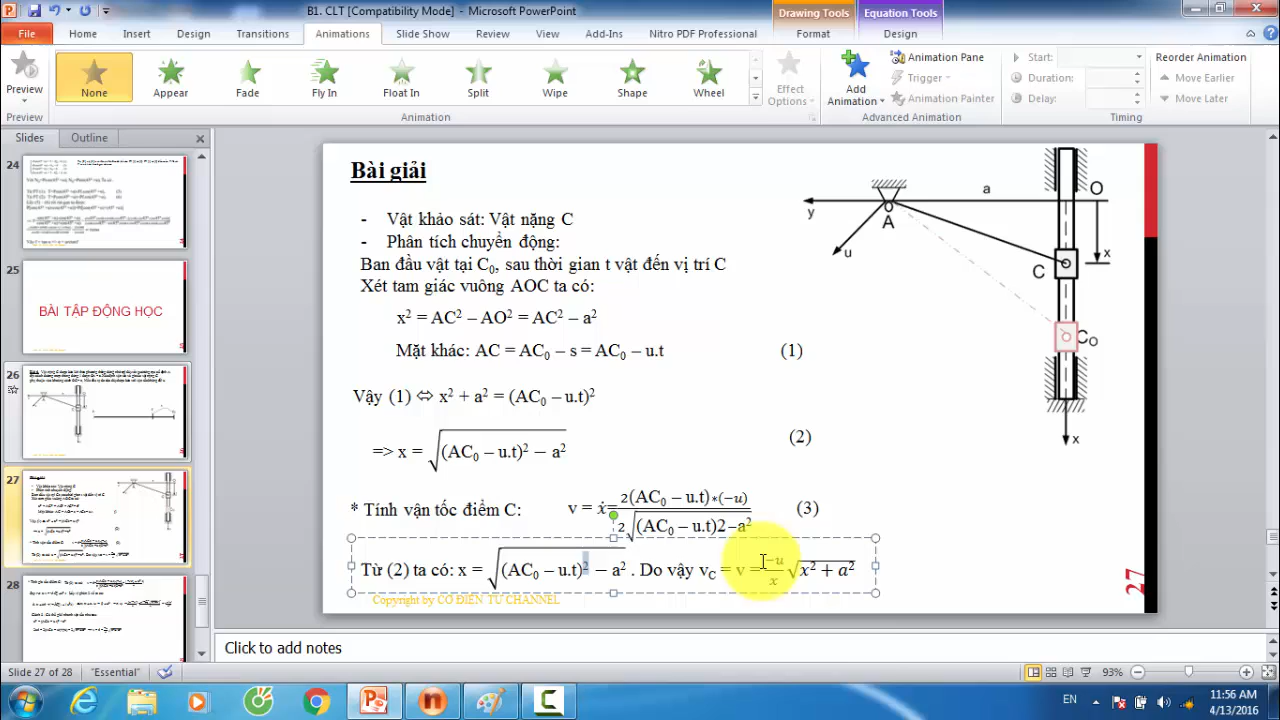 B1. CLT [Compatibility Mode] - Microsoft PowerPoint
Drawing Tools
Equation Tools
File Home Insert Design Transitions Animations Slide Show Review View Add-Ins Nitro PDF Professional Format Design
Preview
None Appear Fade Fly In Float In Split Wipe Shape Wheel
Effect Options
Add Animation
Animation Pane
Trigger
Animation Painter
Start:
Duration:
Delay:
Reorder Animation
Move Earlier
Move Later
Preview Animation Advanced Animation Timing
Slides Outline
24
25
BÀI TẬP ĐỘNG HỌC
26
27
28
Bài giải
- Vật khảo sát: Vật nặng C
- Phân tích chuyển động:
Ban đầu vật tại C₀, sau thời gian t vật đến vị trí C
Xét tam giác vuông AOC ta có:
x² = AC² – AO² = AC² – a²
Mặt khác: AC = AC₀ – s = AC₀ – u.t (1)
Vậy (1) ⇔ x² + a² = (AC₀ – u.t)²
=> x = √((AC₀ – u.t)² – a²) (2)
* Tính vận tốc điểm C: v = ẋ = 2(AC₀ – u.t)*(−u) / 2√((AC₀ – u.t)2−a²) (3)
Từ (2) ta có: x = √((AC₀ – u.t)² – a²) . Do vậy v_C = v = −u/x √(x² + a²)
Copyright by CƠ ĐIỆN TỬ CHANNEL
27
a
O
y
A
u
C
x
C₀
x
Click to add notes
Slide 27 of 28 "Essential" 93%
EN
11:56 AM
4/13/2016